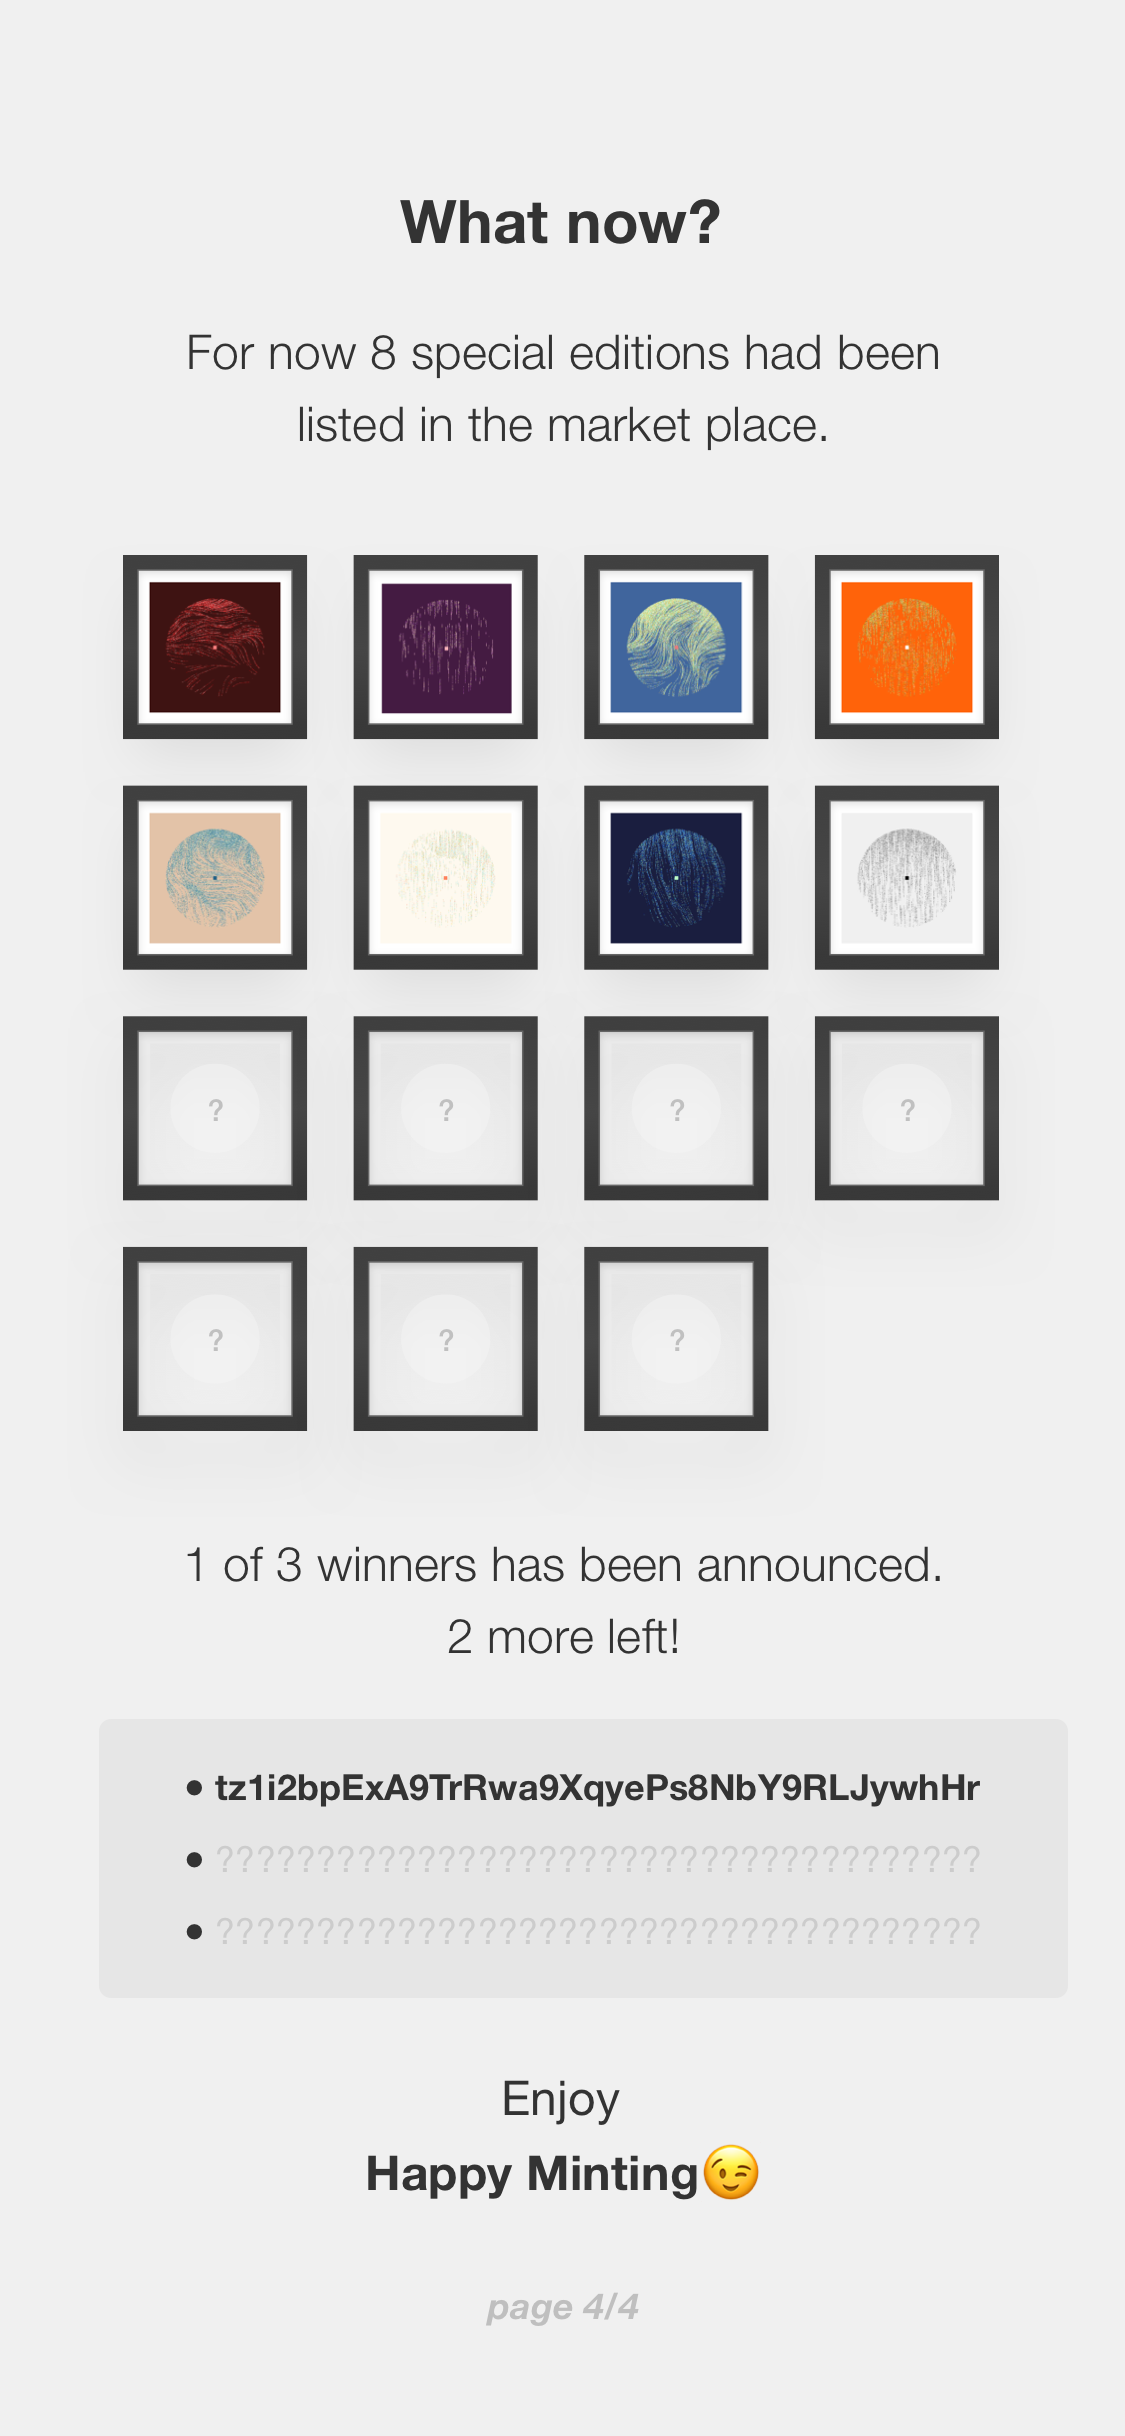 What now?
For now 8 special editions had been
listed in the market place.
? ? ? ?
? ? ?
1 of 3 winners has been announced.
2 more left!
• tz1i2bpExA9TrRwa9XqyePs8NbY9RLJywhHr
• ????????????????????????????????????
• ????????????????????????????????????
Enjoy
Happy Minting😉
page 4/4